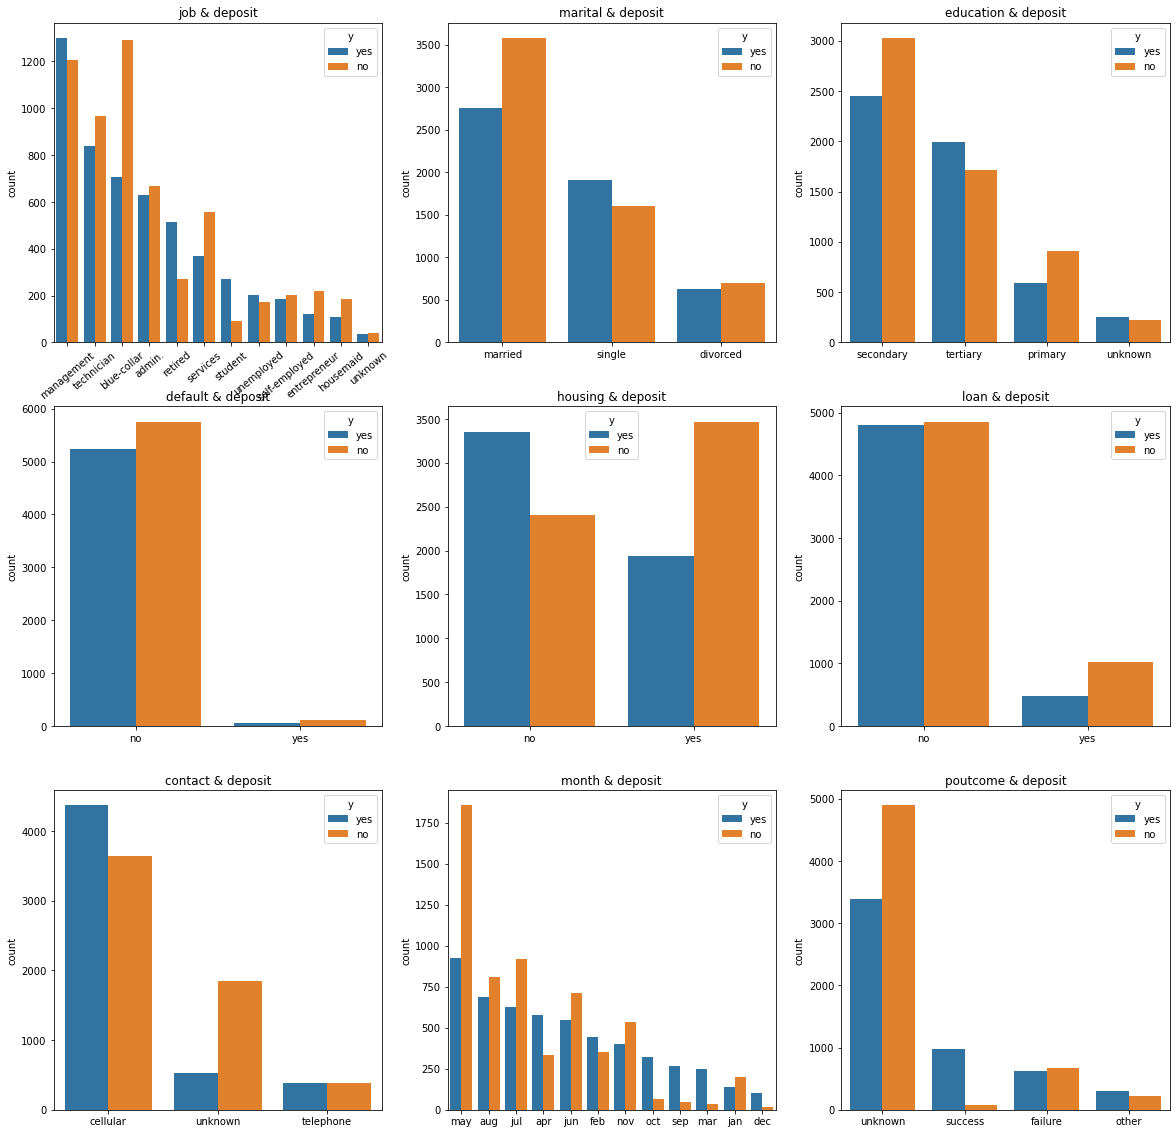 job & deposit
y
yes
no
count
1200
1000
800
600
400
200
0
management
technician
blue-collar
admin.
retired
services
student
unemployed
self-employed
entrepreneur
housemaid
unknown
marital & deposit
y
yes
no
count
3500
3000
2500
2000
1500
1000
500
0
married single divorced
education & deposit
y
yes
no
count
3000
2500
2000
1500
1000
500
0
secondary tertiary primary unknown
default & deposit
y
yes
no
count
6000
5000
4000
3000
2000
1000
0
no yes
housing & deposit
y
yes
no
count
3500
3000
2500
2000
1500
1000
500
0
no yes
loan & deposit
y
yes
no
count
5000
4000
3000
2000
1000
0
no yes
contact & deposit
y
yes
no
count
4000
3000
2000
1000
0
cellular unknown telephone
month & deposit
y
yes
no
count
1750
1500
1250
1000
750
500
250
0
may aug jul apr jun feb nov oct sep mar jan dec
poutcome & deposit
y
yes
no
count
5000
4000
3000
2000
1000
0
unknown success failure other